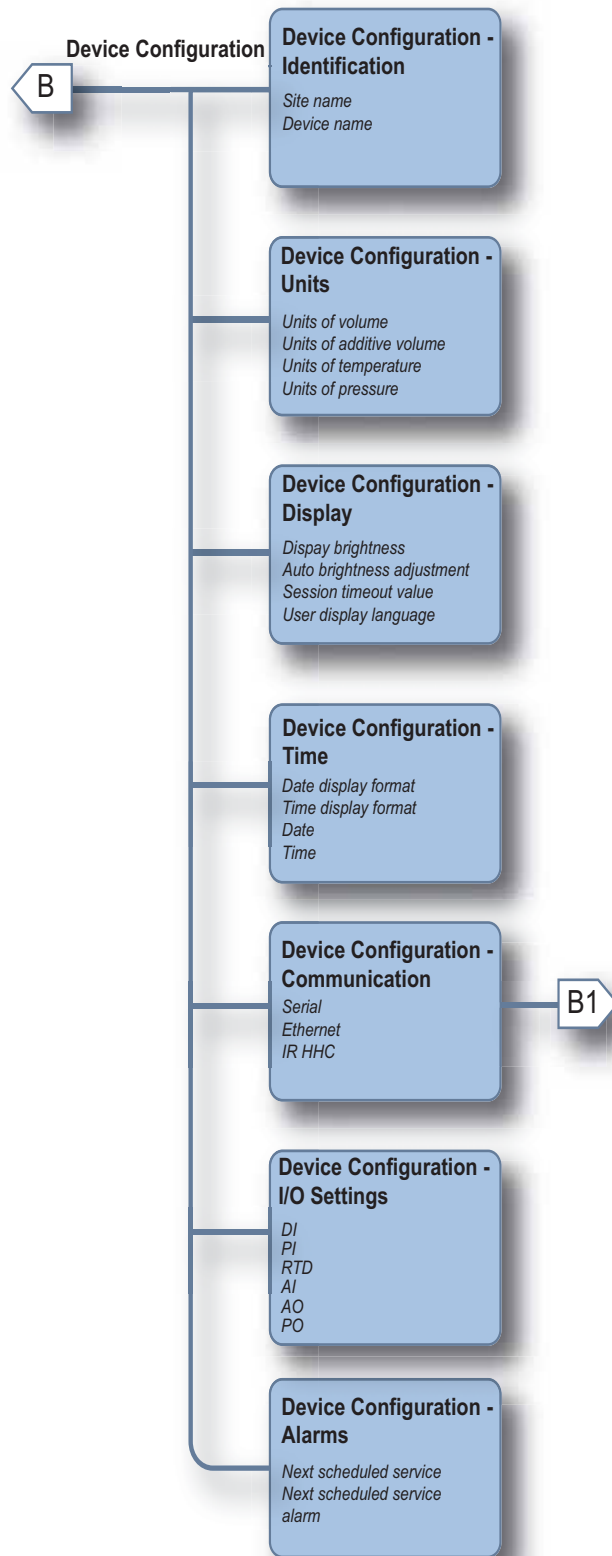 B
Device Configuration
Device Configuration -
Identification
Site name
Device name
Device Configuration -
Units
Units of volume
Units of additive volume
Units of temperature
Units of pressure
Device Configuration -
Display
Dispay brightness
Auto brightness adjustment
Session timeout value
User display language
Device Configuration -
Time
Date display format
Time display format
Date
Time
Device Configuration -
Communication
Serial
Ethernet
IR HHC
B1
Device Configuration -
I/O Settings
DI
PI
RTD
AI
AO
PO
Device Configuration -
Alarms
Next scheduled service
Next scheduled service
alarm